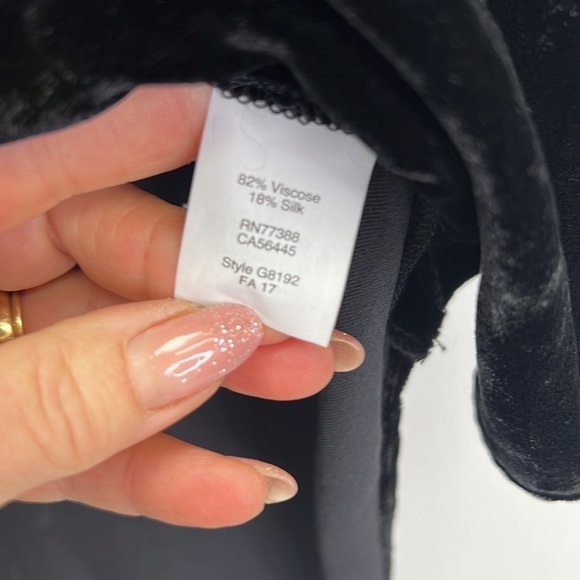 82% Viscose
18% Silk
RN77388
CA56445
Style G8192
FA 17